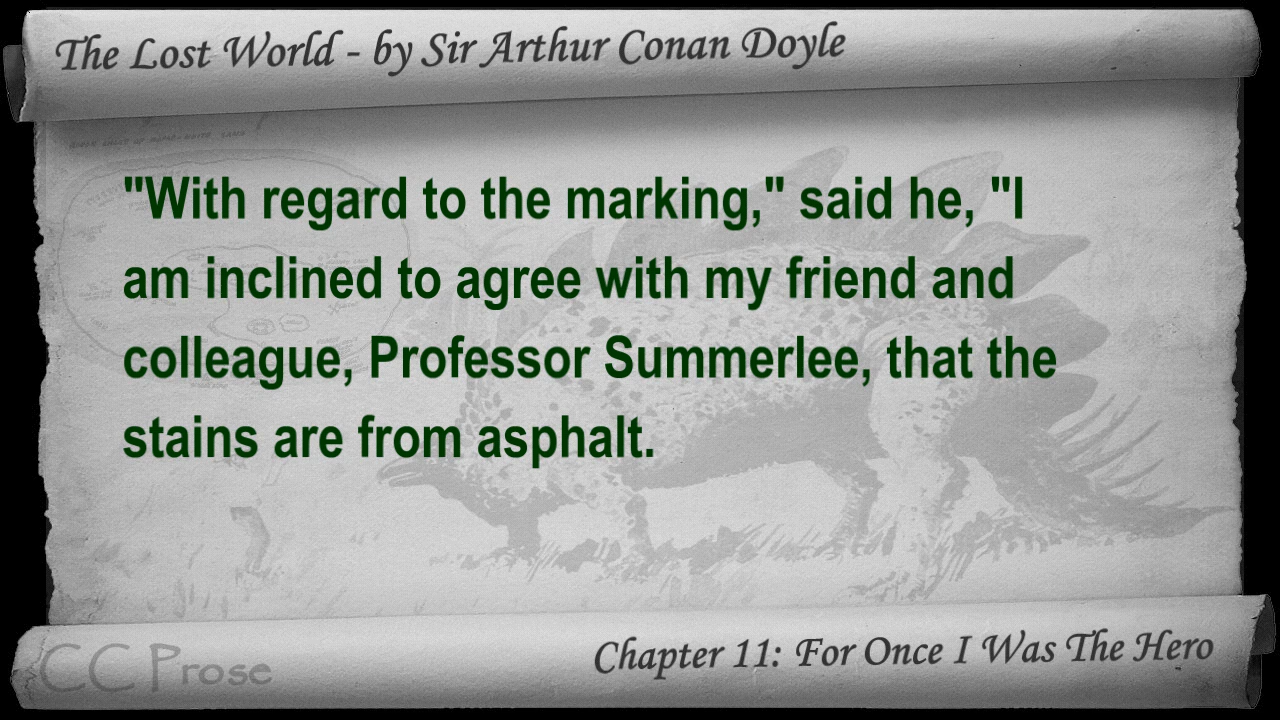 The Lost World - by Sir Arthur Conan Doyle
"With regard to the marking," said he, "I
am inclined to agree with my friend and
colleague, Professor Summerlee, that the
stains are from asphalt.
CC Prose
Chapter 11: For Once I Was The Hero